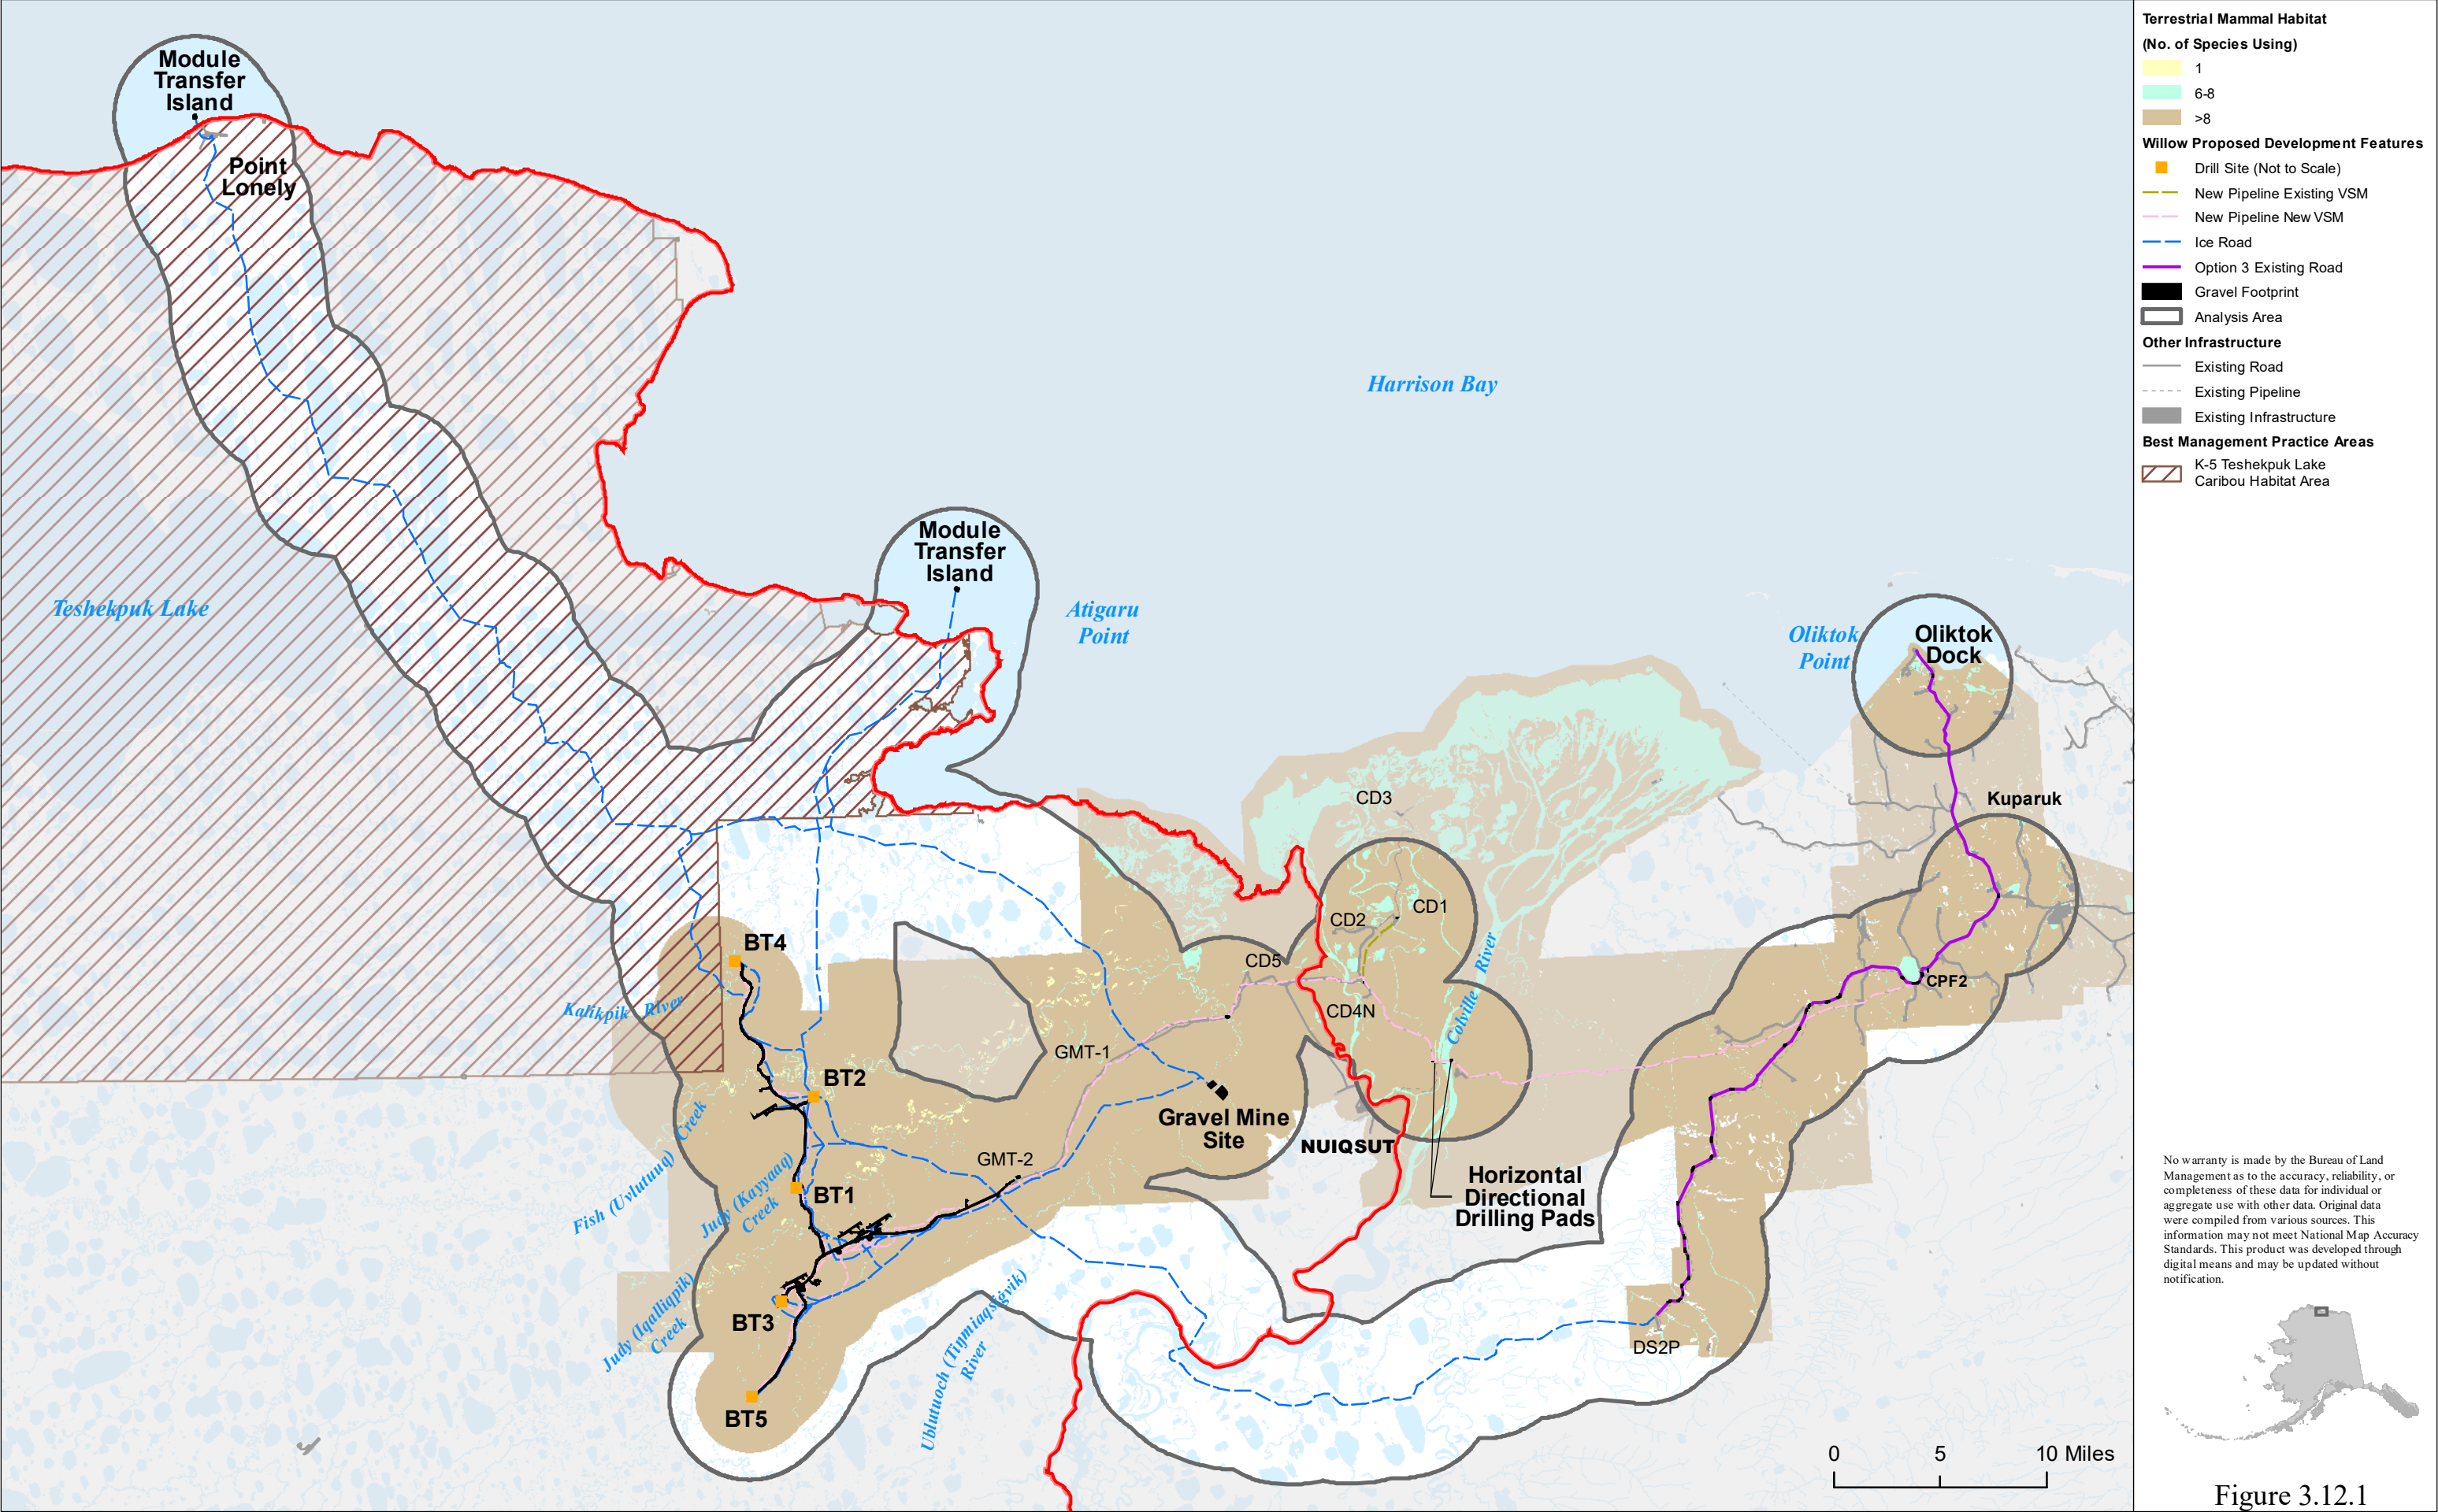 Module
Transfer
Island
Point
Lonely
Harrison Bay
Module
Transfer
Island
Atigaru
Point
Teshekpuk Lake
Oliktok
Point
Oliktok
Dock
Kuparuk
CD3
CD1
CD2
CD5
CD4N
Colville River
CPF2
BT4
Kalikpik River
BT2
GMT-1
Gravel Mine
Site
NUIQSUT
GMT-2
Horizontal
Directional
Drilling Pads
Fish (Uvlutuuq)
Creek
Judy (Kayyaaq)
Creek
BT1
Judy (Iqalliqpik)
Creek
BT3
BT5
Ublutuoch (Tiŋmiaqsiġvik)
River
DS2P
0 5 10 Miles
Terrestrial Mammal Habitat
(No. of Species Using)
1
6-8
>8
Willow Proposed Development Features
Drill Site (Not to Scale)
New Pipeline Existing VSM
New Pipeline New VSM
Ice Road
Option 3 Existing Road
Gravel Footprint
Analysis Area
Other Infrastructure
Existing Road
Existing Pipeline
Existing Infrastructure
Best Management Practice Areas
K-5 Teshekpuk Lake
Caribou Habitat Area
No warranty is made by the Bureau of Land
Management as to the accuracy, reliability, or
completeness of these data for individual or
aggregate use with other data. Original data
were compiled from various sources. This
information may not meet National Map Accuracy
Standards. This product was developed through
digital means and may be updated without
notification.
Figure 3.12.1